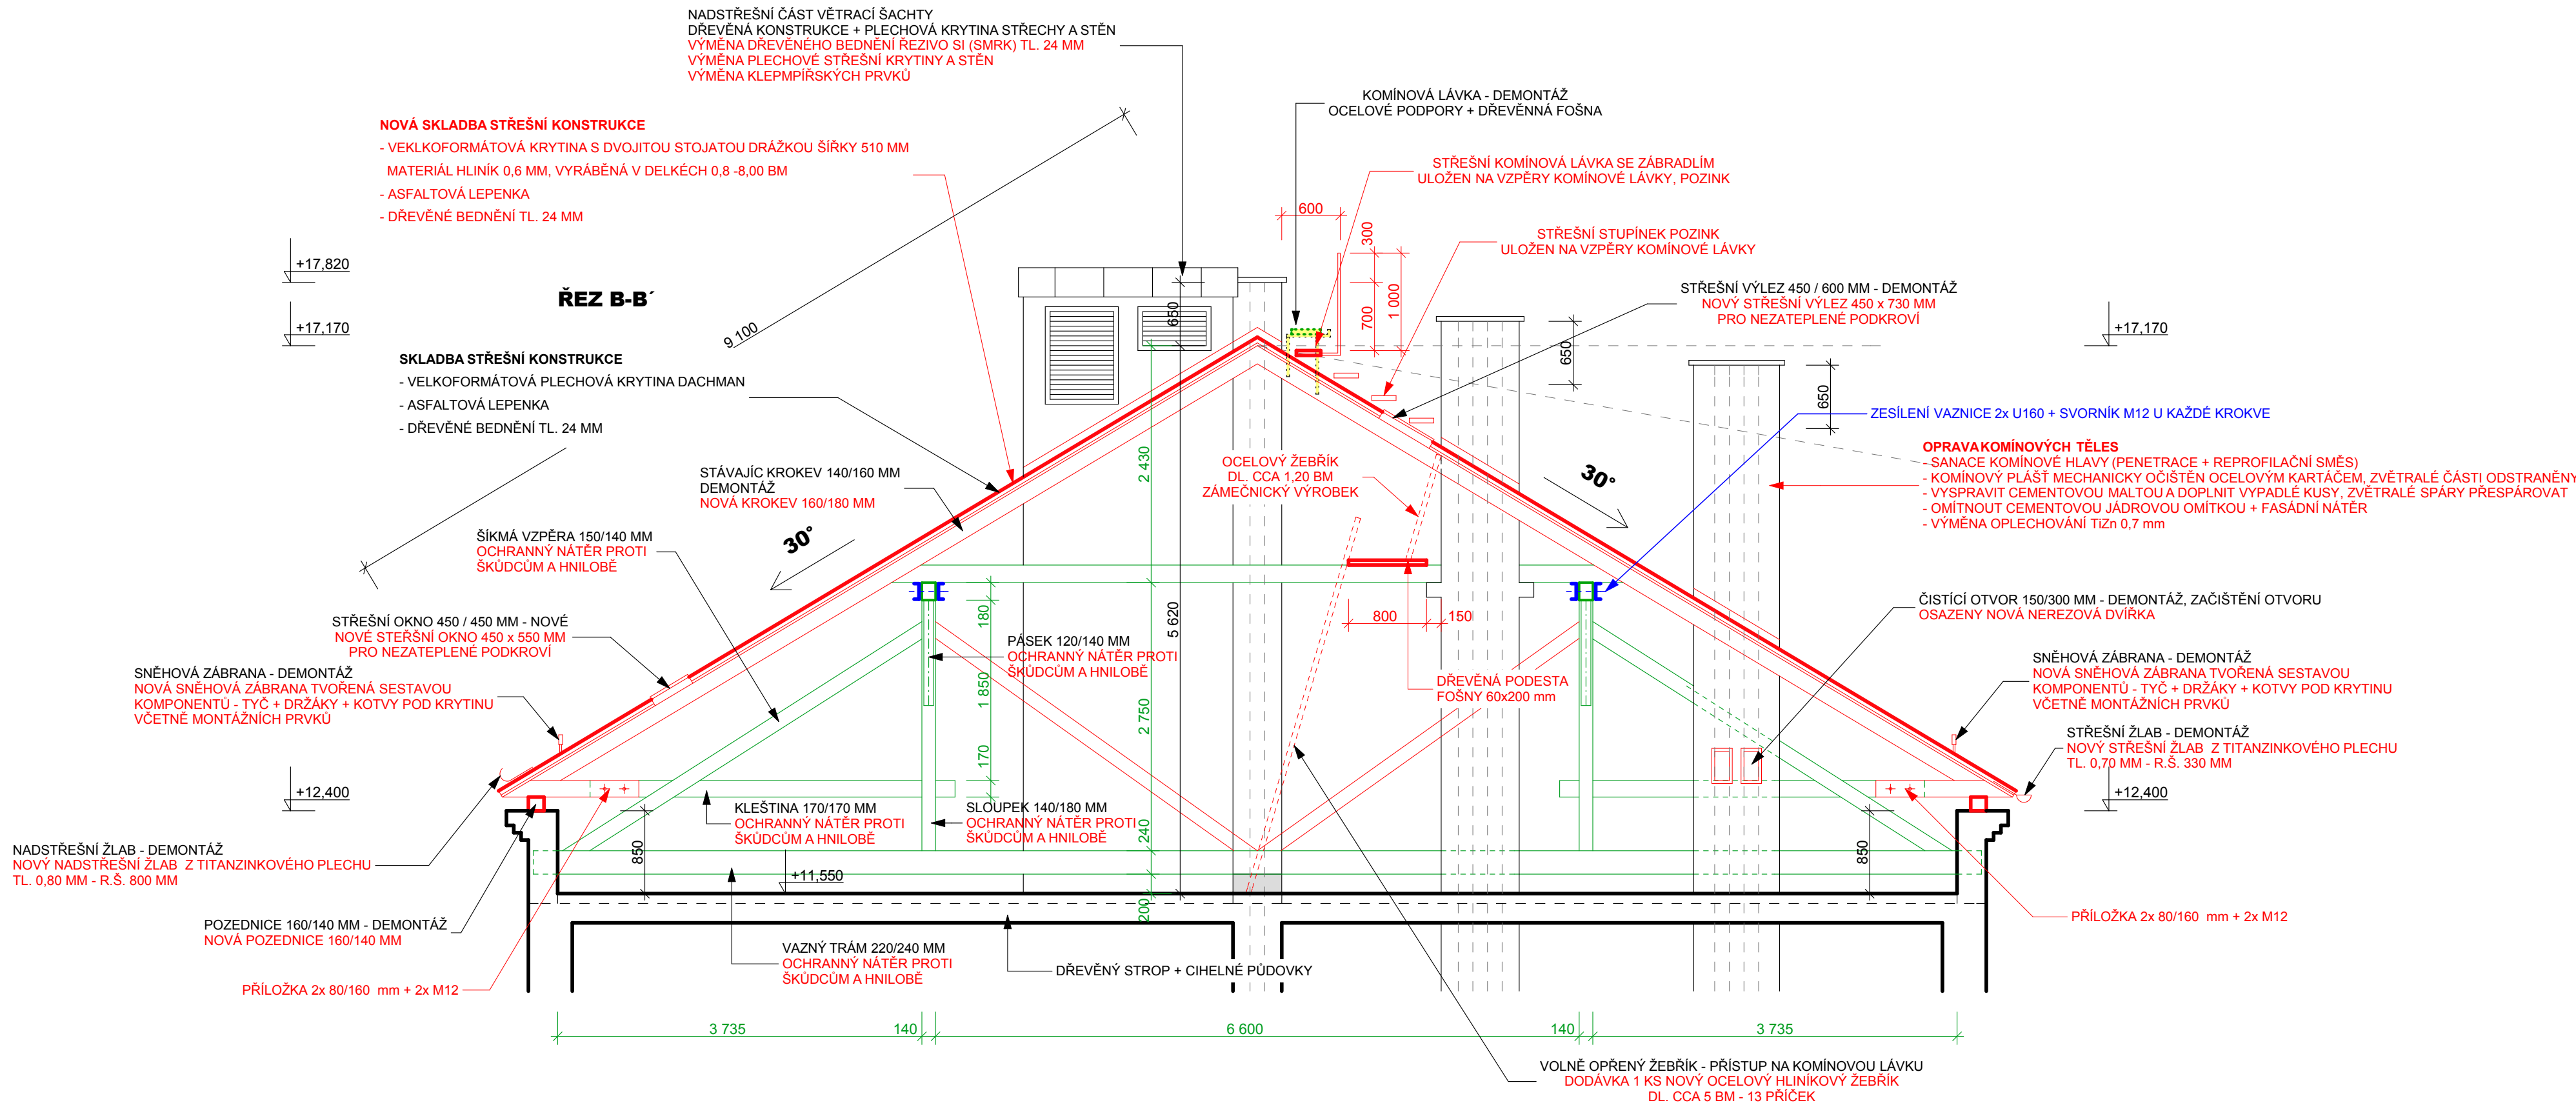 NADSTŘEŠNÍ ČÁST VĚTRACÍ ŠACHTY
DŘEVĚNÁ KONSTRUKCE + PLECHOVÁ KRYTINA STŘECHY A STĚN
VÝMĚNA DŘEVĚNÉHO BEDNĚNÍ ŘEZIVO SI (SMRK) TL. 24 MM
VÝMĚNA PLECHOVÉ STŘEŠNÍ KRYTINY A STĚN
VÝMĚNA KLEPMPÍŘSKÝCH PRVKŮ
KOMÍNOVÁ LÁVKA - DEMONTÁŽ
OCELOVÉ PODPORY + DŘEVĚNNÁ FOŠNA
NOVÁ SKLADBA STŘEŠNÍ KONSTRUKCE
- VEKLKOFORMÁTOVÁ KRYTINA S DVOJITOU STOJATOU DRÁŽKOU ŠÍŘKY 510 MM
MATERIÁL HLINÍK 0,6 MM, VYRÁBĚNÁ V DELKÉCH 0,8 -8,00 BM
- ASFALTOVÁ LEPENKA
- DŘEVĚNÉ BEDNĚNÍ TL. 24 MM
STŘEŠNÍ KOMÍNOVÁ LÁVKA SE ZÁBRADLÍM
ULOŽEN NA VZPĚRY KOMÍNOVÉ LÁVKY, POZINK
600
300
700
1 000
STŘEŠNÍ STUPÍNEK POZINK
ULOŽEN NA VZPĚRY KOMÍNOVÉ LÁVKY
+17,820
+17,170
ŘEZ B-B´
9 100
650
STŘEŠNÍ VÝLEZ 450 / 600 MM - DEMONTÁŽ
NOVÝ STŘEŠNÍ VÝLEZ 450 x 730 MM
PRO NEZATEPLENÉ PODKROVÍ
650
650
+17,170
SKLADBA STŘEŠNÍ KONSTRUKCE
- VELKOFORMÁTOVÁ PLECHOVÁ KRYTINA DACHMAN
- ASFALTOVÁ LEPENKA
- DŘEVĚNÉ BEDNĚNÍ TL. 24 MM
ZESÍLENÍ VAZNICE 2x U160 + SVORNÍK M12 U KAŽDÉ KROKVE
OPRAVA KOMÍNOVÝCH TĚLES
- SANACE KOMÍNOVÉ HLAVY (PENETRACE + REPROFILAČNÍ SMĚS)
- KOMÍNOVÝ PLÁŠŤ MECHANICKY OČIŠTĚN OCELOVÝM KARTÁČEM, ZVĚTRALÉ ČÁSTI ODSTRANĚNY
- VYSPRAVIT CEMENTOVOU MALTOU A DOPLNIT VYPADLÉ KUSY, ZVĚTRALÉ SPÁRY PŘESPÁROVAT
- OMÍTNOUT CEMENTOVOU JÁDROVOU OMÍTKOU + FASÁDNÍ NÁTĚR
- VÝMĚNA OPLECHOVÁNÍ TiZn 0,7 mm
STÁVAJÍC KROKEV 140/160 MM
DEMONTÁŽ
NOVÁ KROKEV 160/180 MM
2 430
OCELOVÝ ŽEBŘÍK
DL. CCA 1,20 BM
ZÁMEČNICKÝ VÝROBEK
30°
30°
ŠÍKMÁ VZPĚRA 150/140 MM
OCHRANNÝ NÁTĚR PROTI
ŠKŮDCŮM A HNILOBĚ
STŘEŠNÍ OKNO 450 / 450 MM - NOVÉ
NOVÉ STEŘŠNÍ OKNO 450 x 550 MM
PRO NEZATEPLENÉ PODKROVÍ
180
1 850
170
5 620
2 750
240
200
800
150
PÁSEK 120/140 MM
OCHRANNÝ NÁTĚR PROTI
ŠKŮDCŮM A HNILOBĚ
DŘEVĚNÁ PODESTA
FOŠNY 60x200 mm
ČISTÍCÍ OTVOR 150/300 MM - DEMONTÁŽ, ZAČIŠTĚNÍ OTVORU
OSAZENY NOVÁ NEREZOVÁ DVÍŘKA
SNĚHOVÁ ZÁBRANA - DEMONTÁŽ
NOVÁ SNĚHOVÁ ZÁBRANA TVOŘENÁ SESTAVOU
KOMPONENTŮ - TYČ + DRŽÁKY + KOTVY POD KRYTINU
VČETNĚ MONTÁŽNÍCH PRVKŮ
SNĚHOVÁ ZÁBRANA - DEMONTÁŽ
NOVÁ SNĚHOVÁ ZÁBRANA TVOŘENÁ SESTAVOU
KOMPONENTŮ - TYČ + DRŽÁKY + KOTVY POD KRYTINU
VČETNĚ MONTÁŽNÍCH PRVKŮ
STŘEŠNÍ ŽLAB - DEMONTÁŽ
NOVÝ STŘEŠNÍ ŽLAB Z TITANZINKOVÉHO PLECHU
TL. 0,70 MM - R.Š. 330 MM
+12,400
+12,400
KLEŠTINA 170/170 MM
OCHRANNÝ NÁTĚR PROTI
ŠKŮDCŮM A HNILOBĚ
SLOUPEK 140/180 MM
OCHRANNÝ NÁTĚR PROTI
ŠKŮDCŮM A HNILOBĚ
850
850
+11,550
NADSTŘEŠNÍ ŽLAB - DEMONTÁŽ
NOVÝ NADSTŘEŠNÍ ŽLAB Z TITANZINKOVÉHO PLECHU
TL. 0,80 MM - R.Š. 800 MM
POZEDNICE 160/140 MM - DEMONTÁŽ
NOVÁ POZEDNICE 160/140 MM
PŘÍLOŽKA 2x 80/160 mm + 2x M12
VAZNÝ TRÁM 220/240 MM
OCHRANNÝ NÁTĚR PROTI
ŠKŮDCŮM A HNILOBĚ
DŘEVĚNÝ STROP + CIHELNÉ PŮDOVKY
PŘÍLOŽKA 2x 80/160 mm + 2x M12
3 735
140
6 600
140
3 735
VOLNĚ OPŘENÝ ŽEBŘÍK - PŘÍSTUP NA KOMÍNOVOU LÁVKU
DODÁVKA 1 KS NOVÝ OCELOVÝ HLINÍKOVÝ ŽEBŘÍK
DL. CCA 5 BM - 13 PŘÍČEK